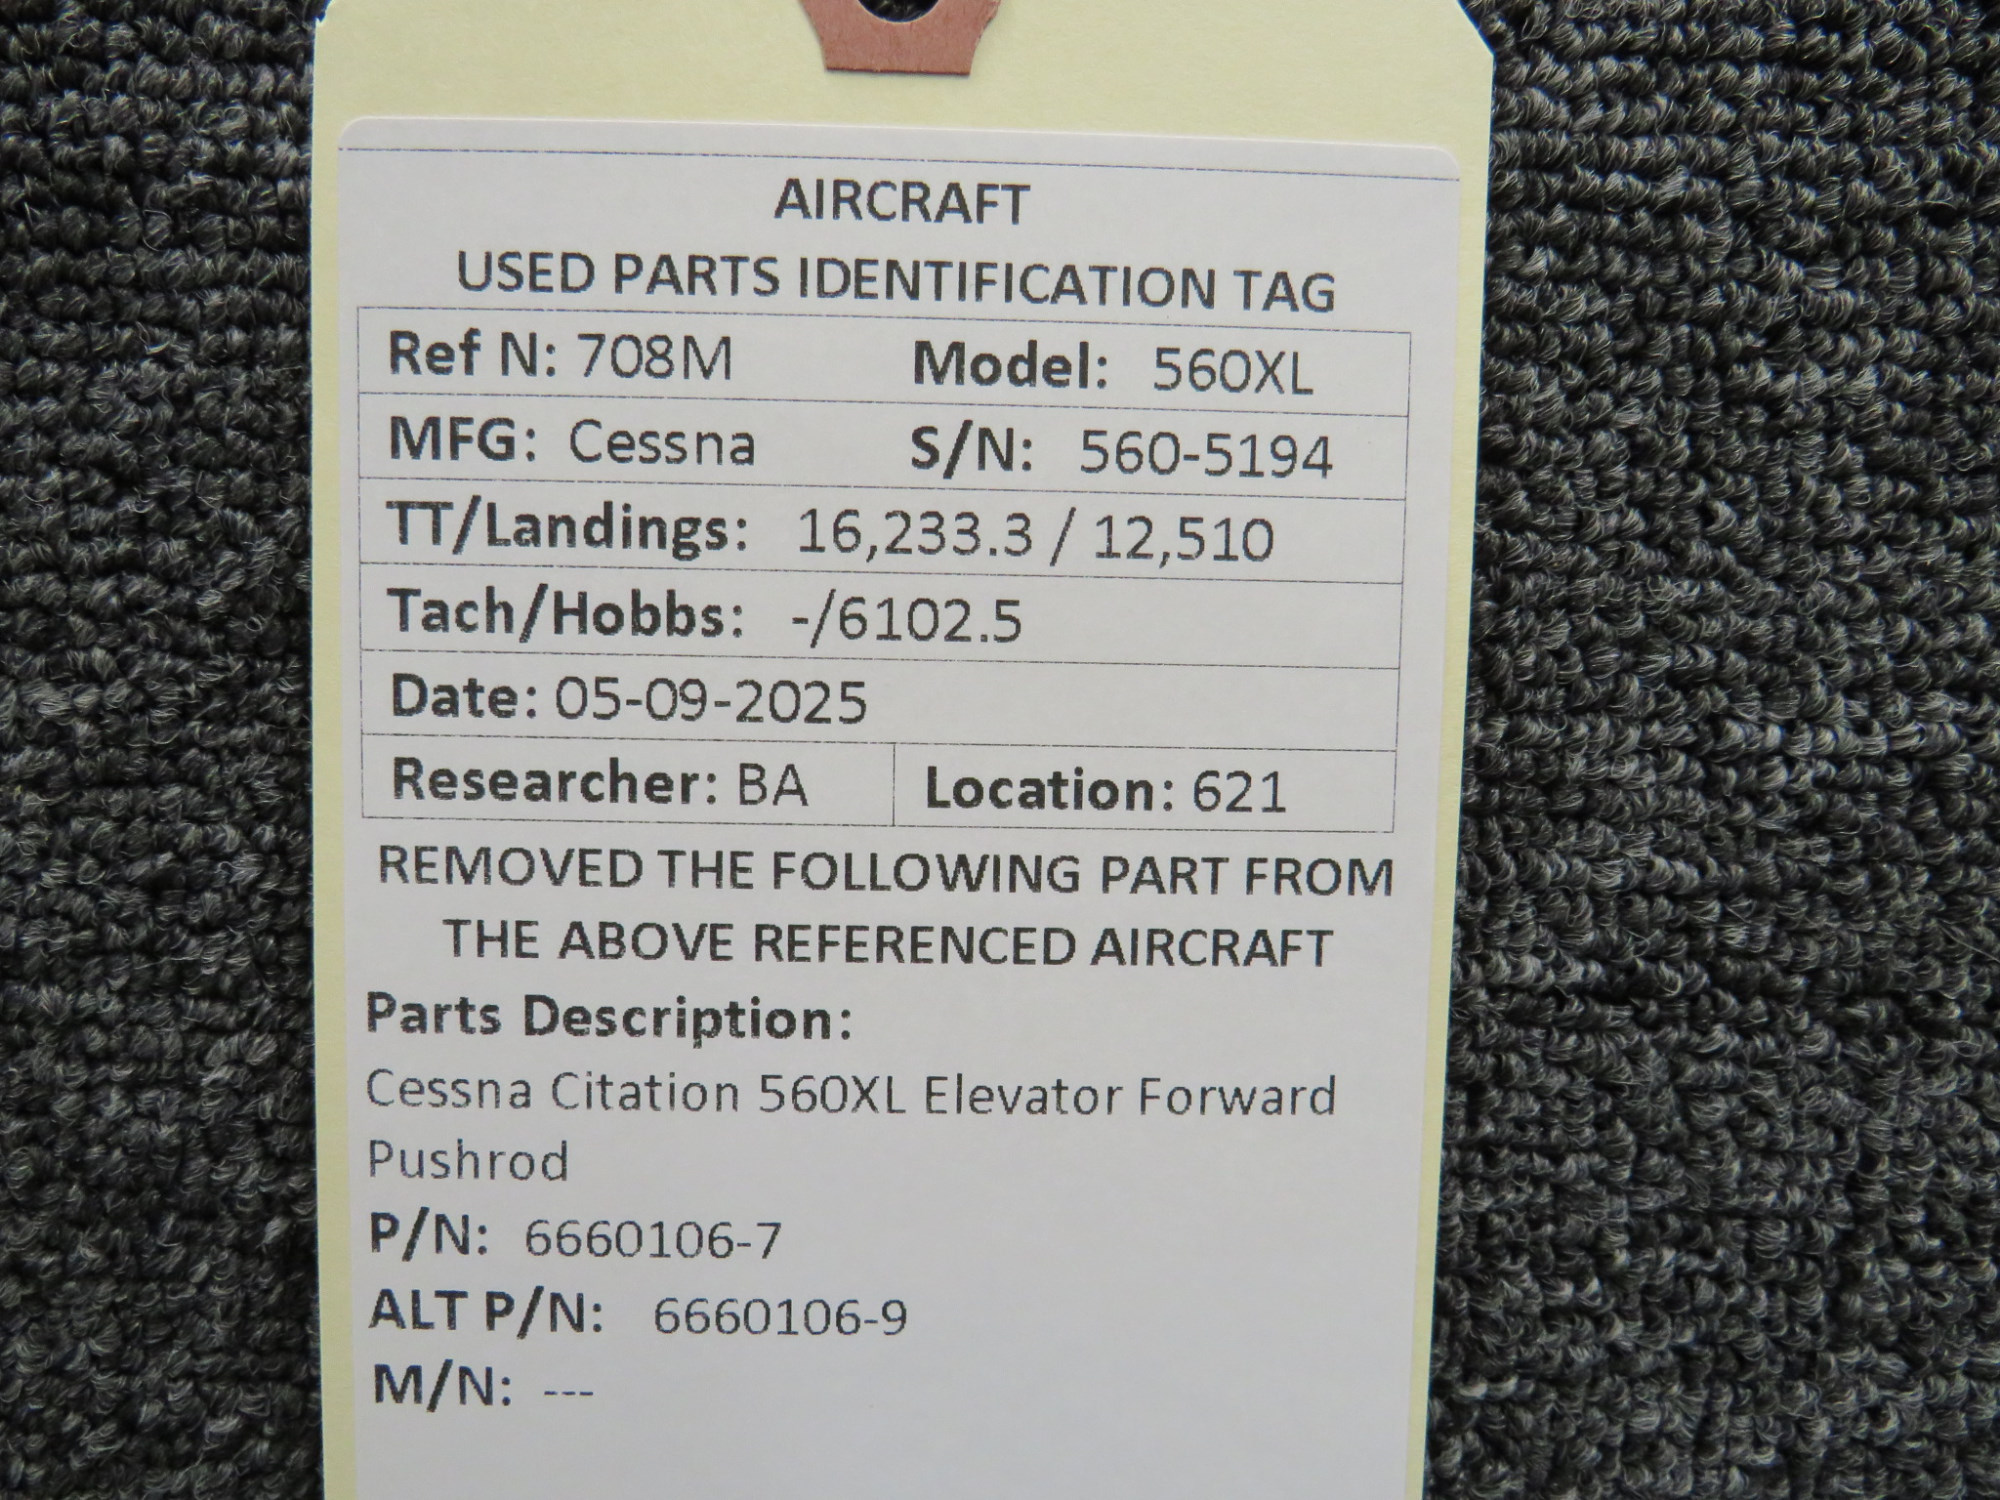 AIRCRAFT
USED PARTS IDENTIFICATION TAG
Ref N: 708M Model: 560XL
MFG: Cessna S/N: 560-5194
TT/Landings: 16,233.3 / 12,510
Tach/Hobbs: -/6102.5
Date: 05-09-2025
Researcher: BA Location: 621
REMOVED THE FOLLOWING PART FROM
THE ABOVE REFERENCED AIRCRAFT
Parts Description:
Cessna Citation 560XL Elevator Forward
Pushrod
P/N: 6660106-7
ALT P/N: 6660106-9
M/N: ---